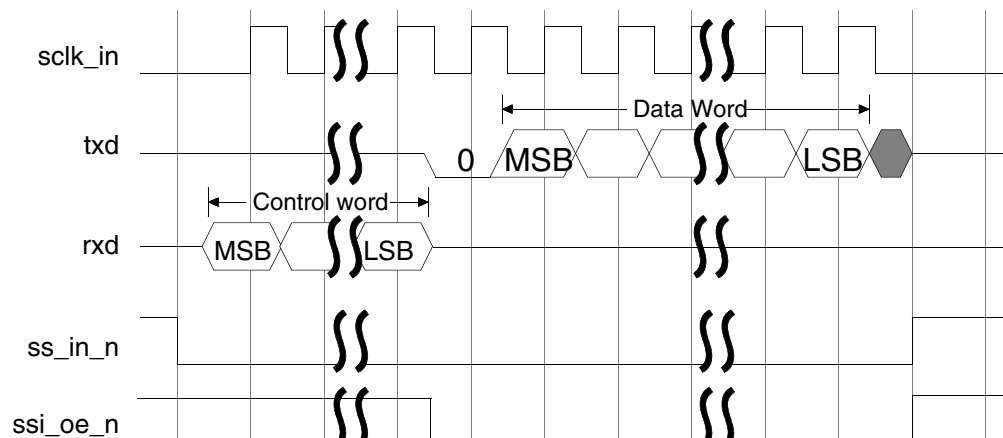 sclk_in
Data Word
txd
0
MSB
LSB
Control word
rxd
MSB
LSB
ss_in_n
ssi_oe_n